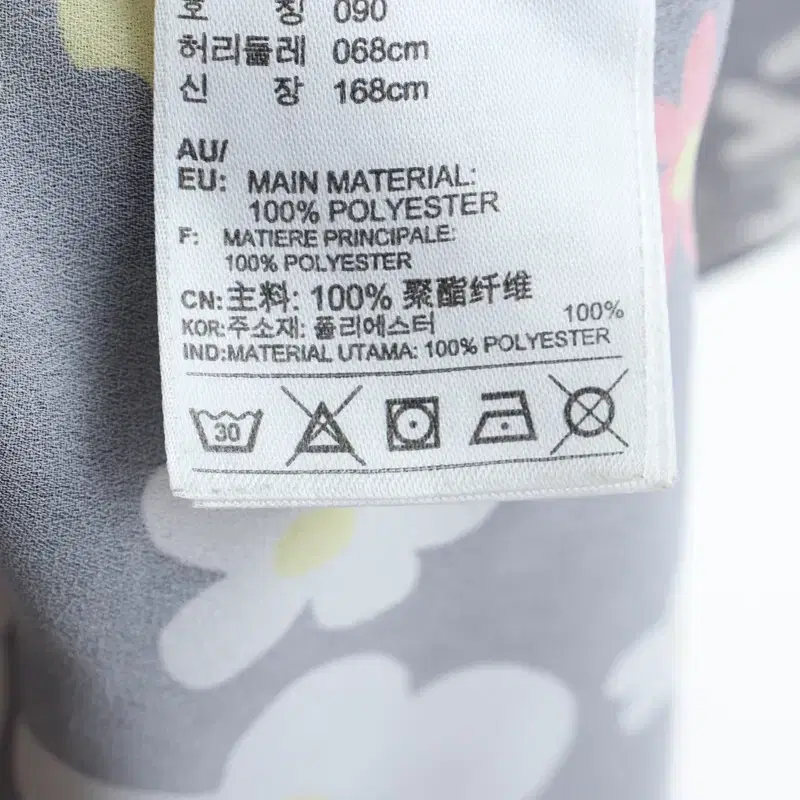 호 칭 090
허리둘레 068cm
신 장 168cm
AU/
EU: MAIN MATERIAL:
100% POLYESTER
F: MATIERE PRINCIPALE:
100% POLYESTER
CN: 主料: 100% 聚酯纤维
KOR: 주소재: 폴리에스터 100%
IND: MATERIAL UTAMA: 100% POLYESTER
30